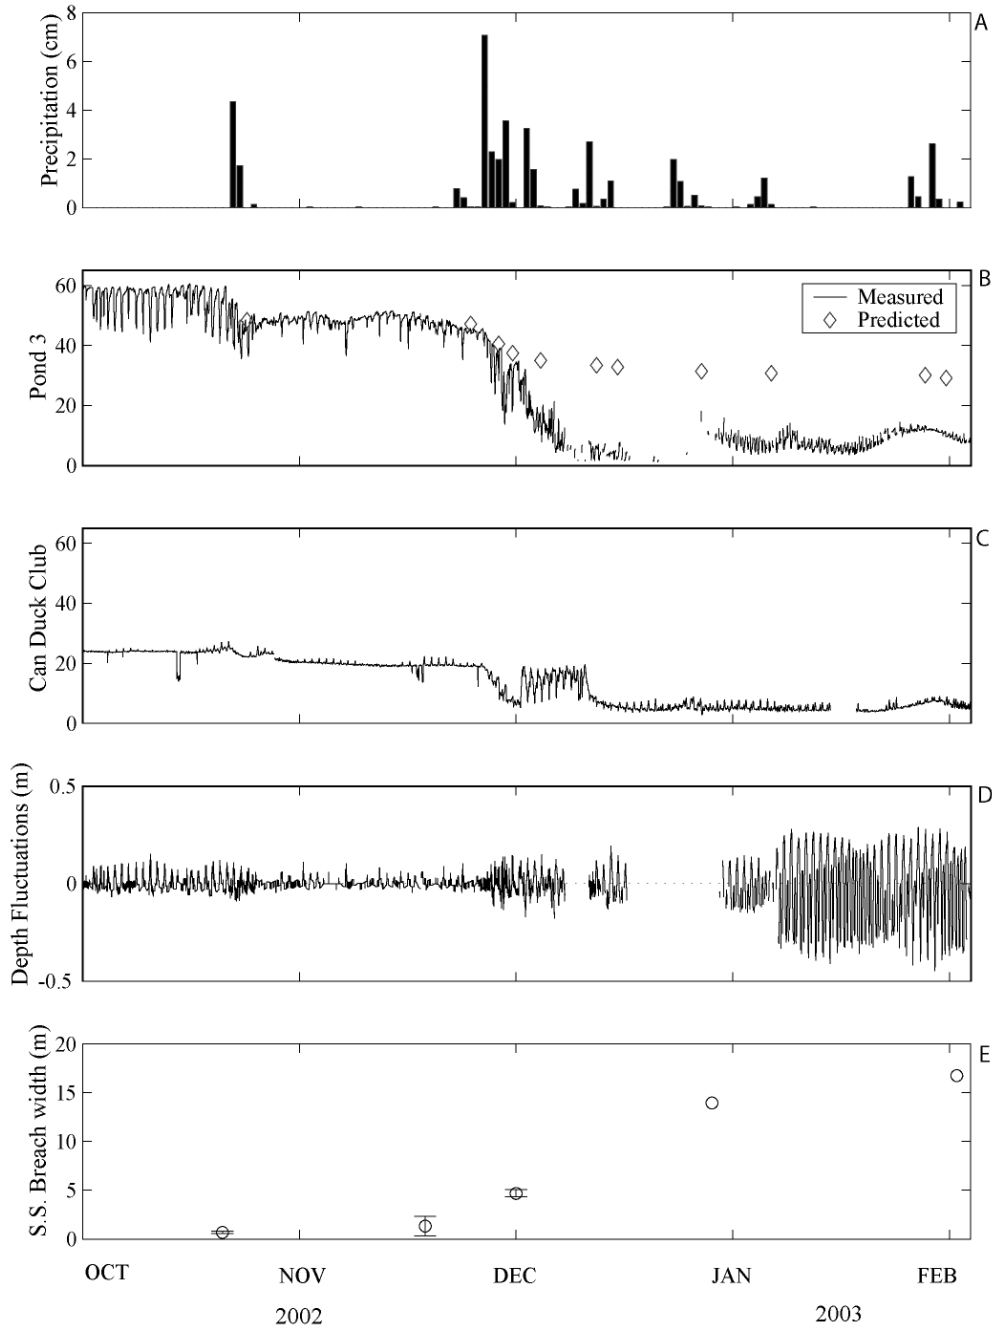 A
Precipitation (cm)
8
6
4
2
0
B
Pond 3
60
40
20
0
Measured
Predicted
C
Can Duck Club
60
40
20
0
D
Depth Fluctuations (m)
0.5
0
-0.5
E
S.S. Breach width (m)
20
15
10
5
0
OCT NOV DEC JAN FEB
2002 2003